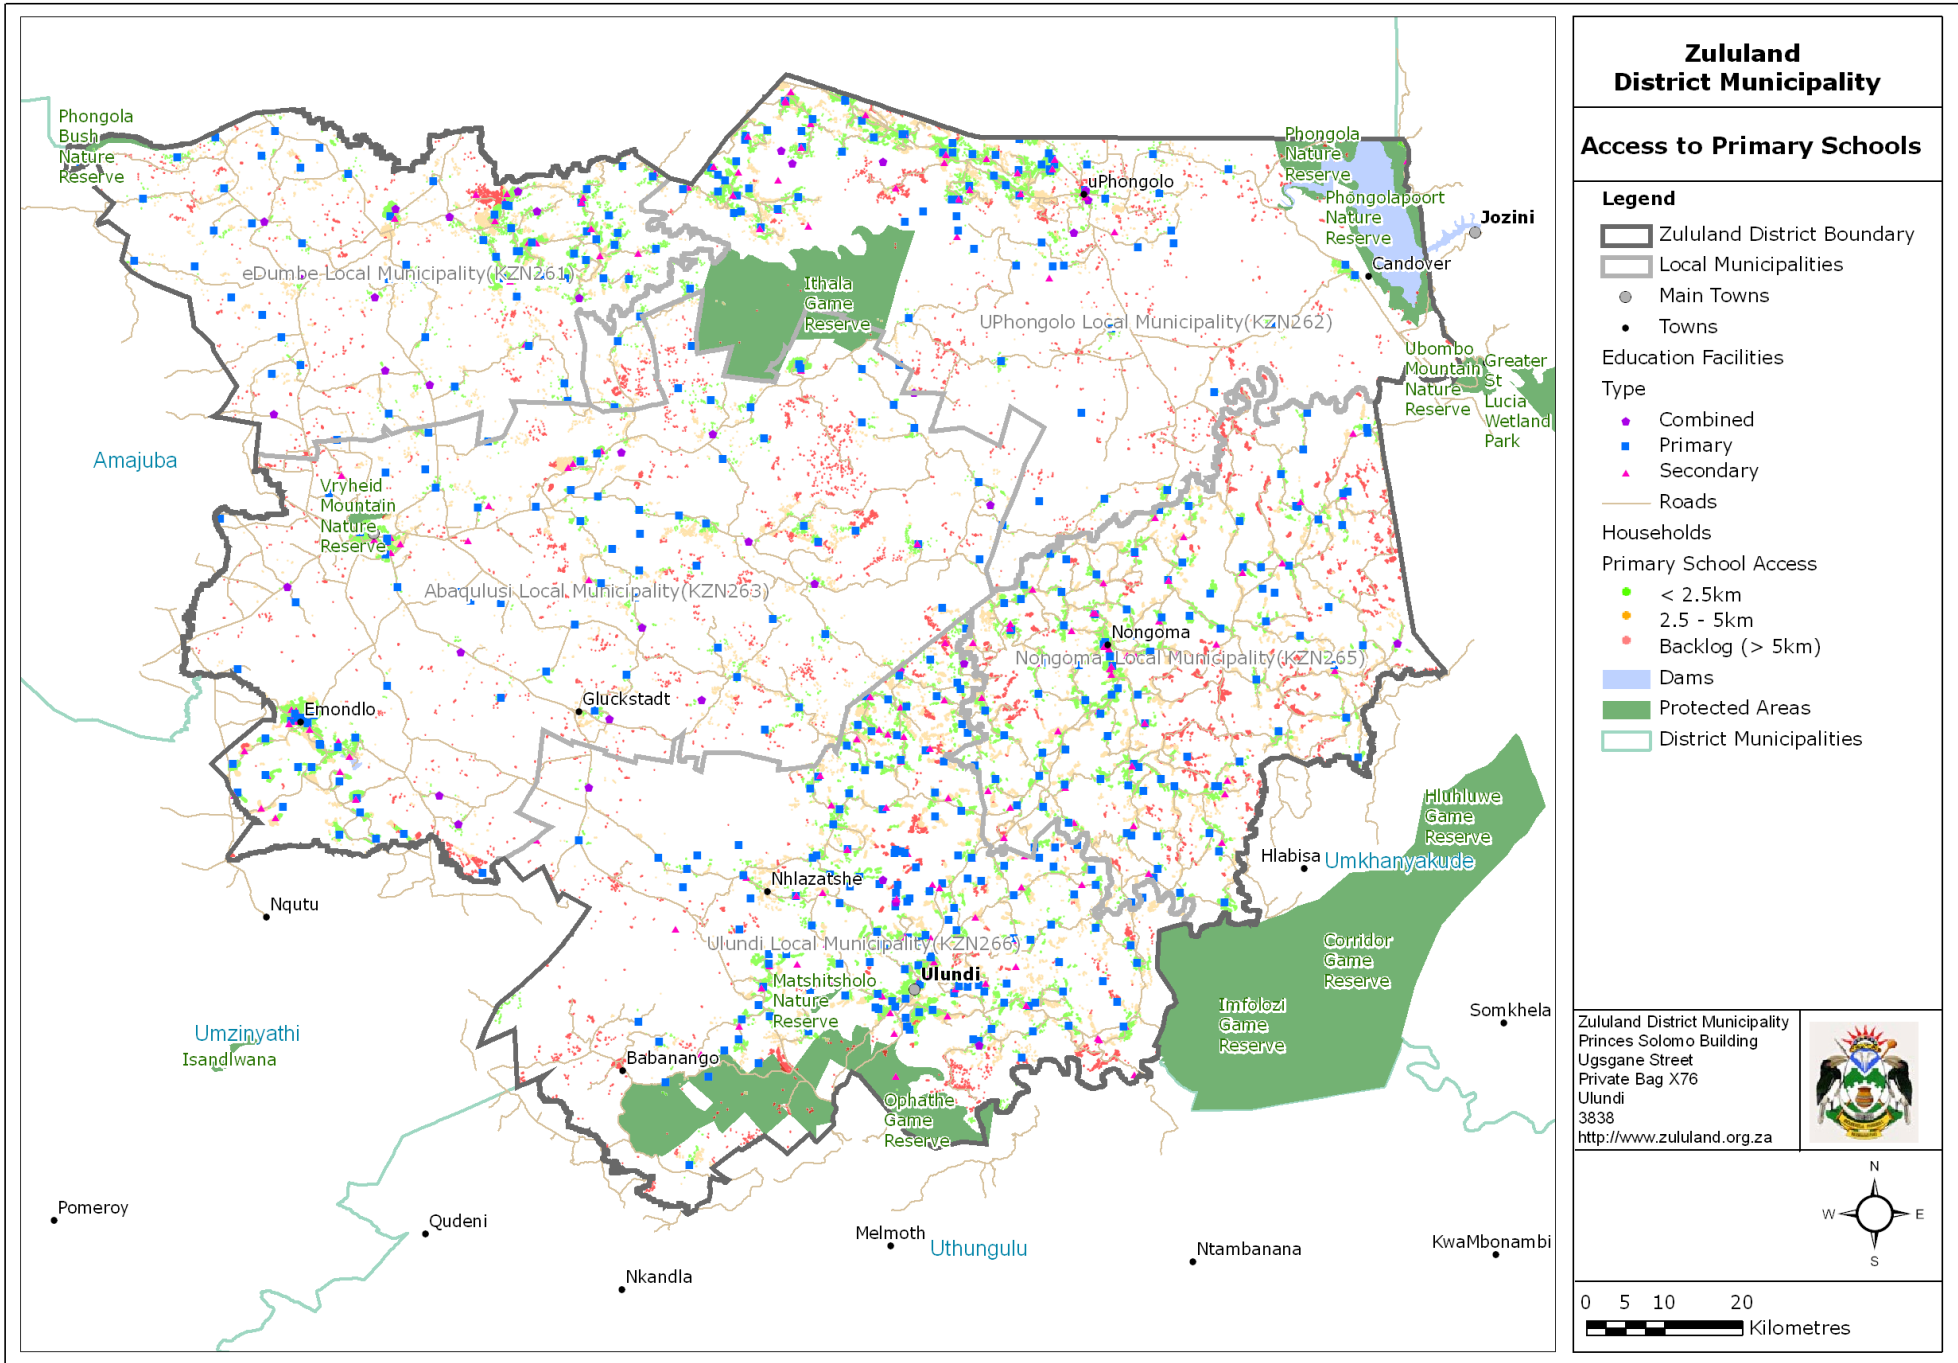 Phongola
Bush
Nature
Reserve
Phongola
Nature
Reserve
uPhongolo
Phongolapoort
Nature
Reserve
Jozini
Candover
eDumbe Local Municipality(KZN261)
Ithala
Game
Reserve
UPhongolo Local Municipality(KZN262)
Ubombo
Mountain
Nature
Reserve
Greater
St
Lucia
Wetland
Park
Amajuba
Vryheid
Mountain
Nature
Reserve
Abaqulusi Local Municipality(KZN263)
Nongoma
Nongoma Local Municipality(KZN265)
Emondlo
Gluckstadt
Hluhluwe
Game
Reserve
Hlabisa
Umkhanyakude
Nhlazatshe
Nqutu
Ulundi Local Municipality(KZN266)
Corridor
Game
Reserve
Ulundi
Matshitsholo
Nature
Reserve
Imfolozi
Game
Reserve
Somkhela
Umzinyathi
Isandlwana
Babanango
Ophathe
Game
Reserve
Pomeroy
Qudeni
Melmoth
Uthungulu
Ntambanana
KwaMbonambi
Nkandla
Zululand
District Municipality
Access to Primary Schools
Legend
Zululand District Boundary
Local Municipalities
Main Towns
Towns
Education Facilities
Type
Combined
Primary
Secondary
Roads
Households
Primary School Access
< 2.5km
2.5 - 5km
Backlog (> 5km)
Dams
Protected Areas
District Municipalities
Zululand District Municipality
Princes Solomo Building
Ugsgane Street
Private Bag X76
Ulundi
3838
http://www.zululand.org.za
N
W E
S
0 5 10 20
Kilometres